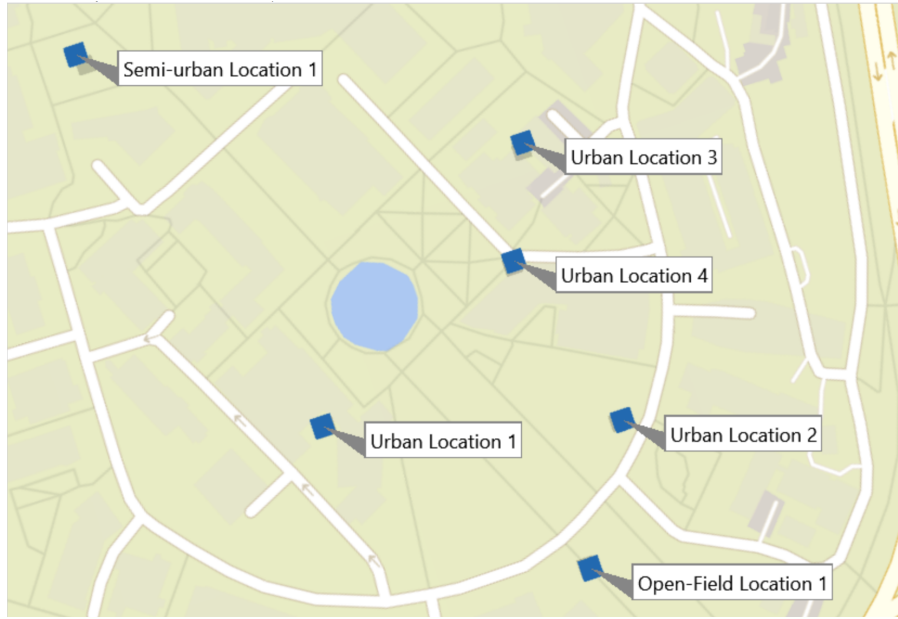 Semi-urban Location 1
Urban Location 3
Urban Location 4
Urban Location 1
Urban Location 2
Open-Field Location 1